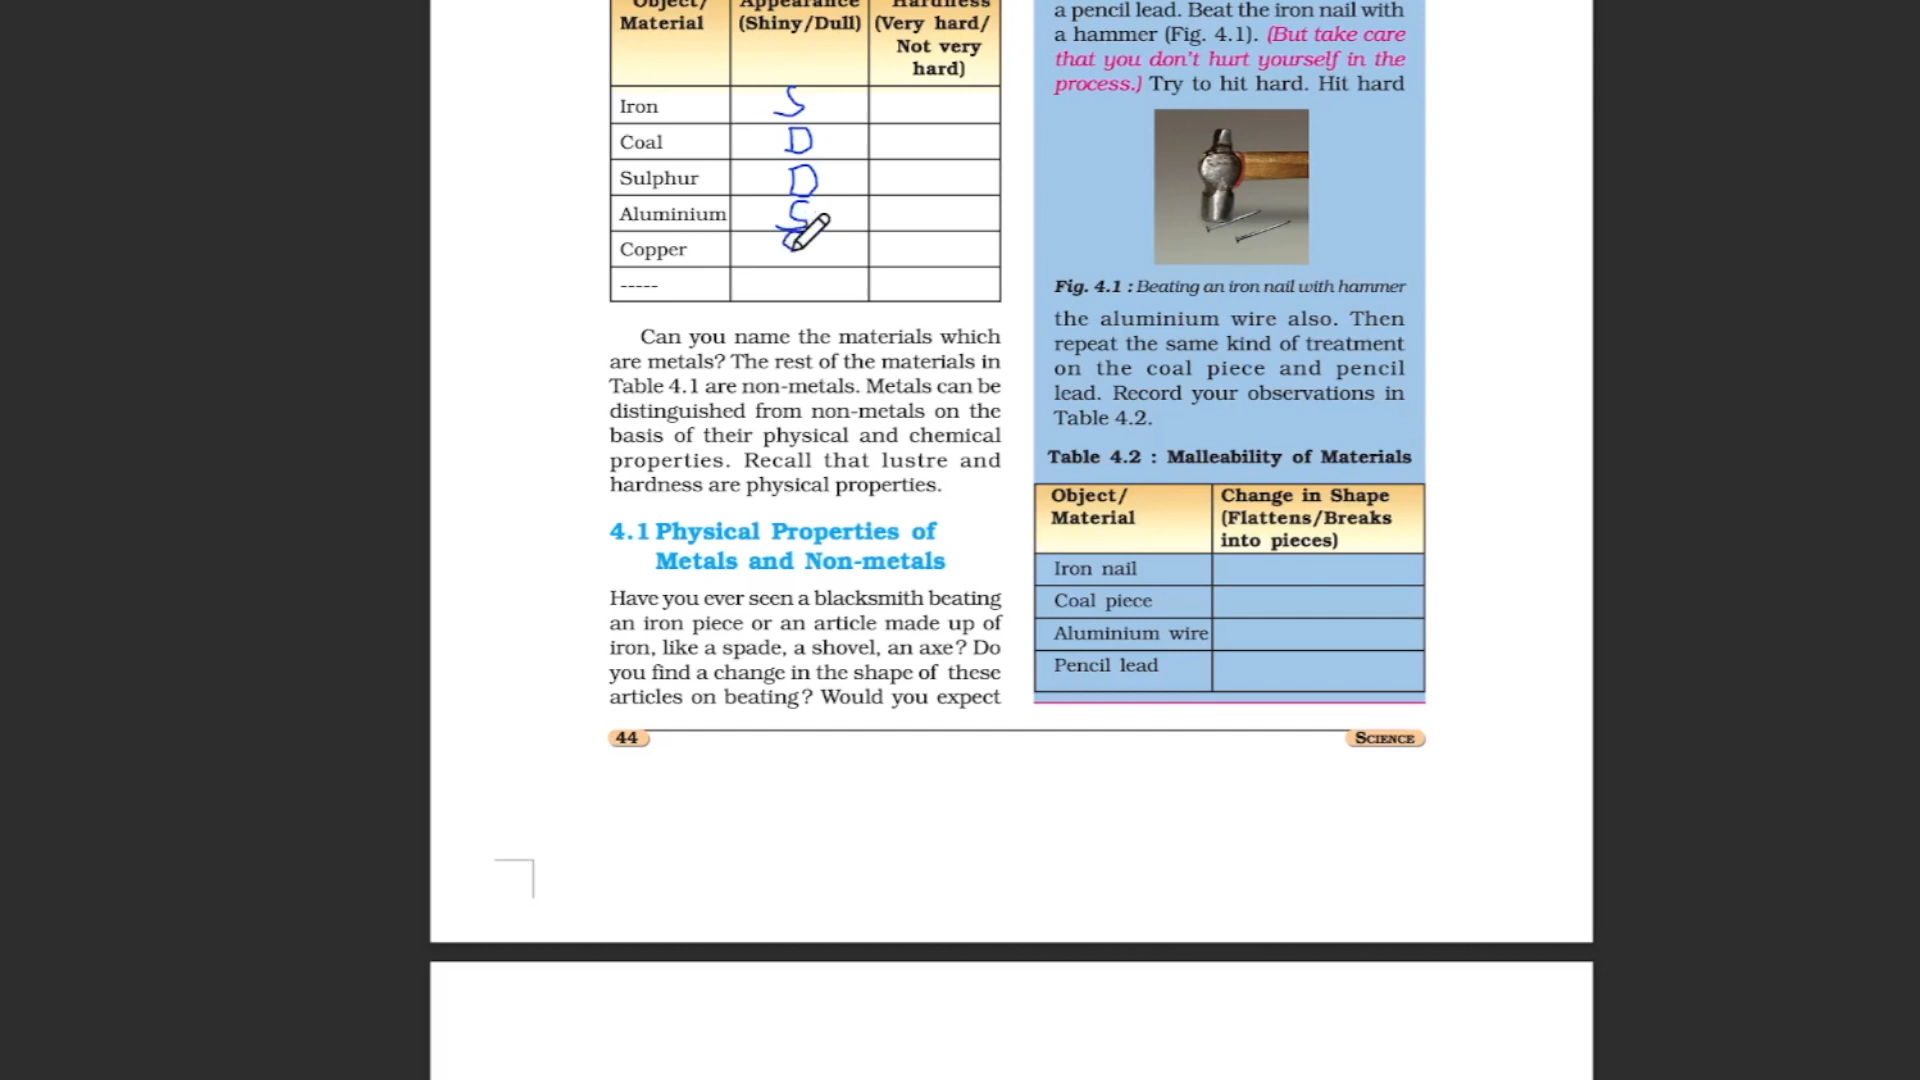 Object/ Appearance Hardness
Material (Shiny/Dull) (Very hard/
Not very
hard)
Iron S
Coal D
Sulphur D
Aluminium S
Copper
-----
Can you name the materials which
are metals? The rest of the materials in
Table 4.1 are non-metals. Metals can be
distinguished from non-metals on the
basis of their physical and chemical
properties. Recall that lustre and
hardness are physical properties.
4.1 Physical Properties of
Metals and Non-metals
Have you ever seen a blacksmith beating
an iron piece or an article made up of
iron, like a spade, a shovel, an axe? Do
you find a change in the shape of these
articles on beating? Would you expect
a pencil lead. Beat the iron nail with
a hammer (Fig. 4.1). (But take care
that you don't hurt yourself in the
process.) Try to hit hard. Hit hard
Fig. 4.1 : Beating an iron nail with hammer
the aluminium wire also. Then
repeat the same kind of treatment
on the coal piece and pencil
lead. Record your observations in
Table 4.2.
Table 4.2 : Malleability of Materials
Object/ Change in Shape
Material (Flattens/Breaks
into pieces)
Iron nail
Coal piece
Aluminium wire
Pencil lead
44 SCIENCE